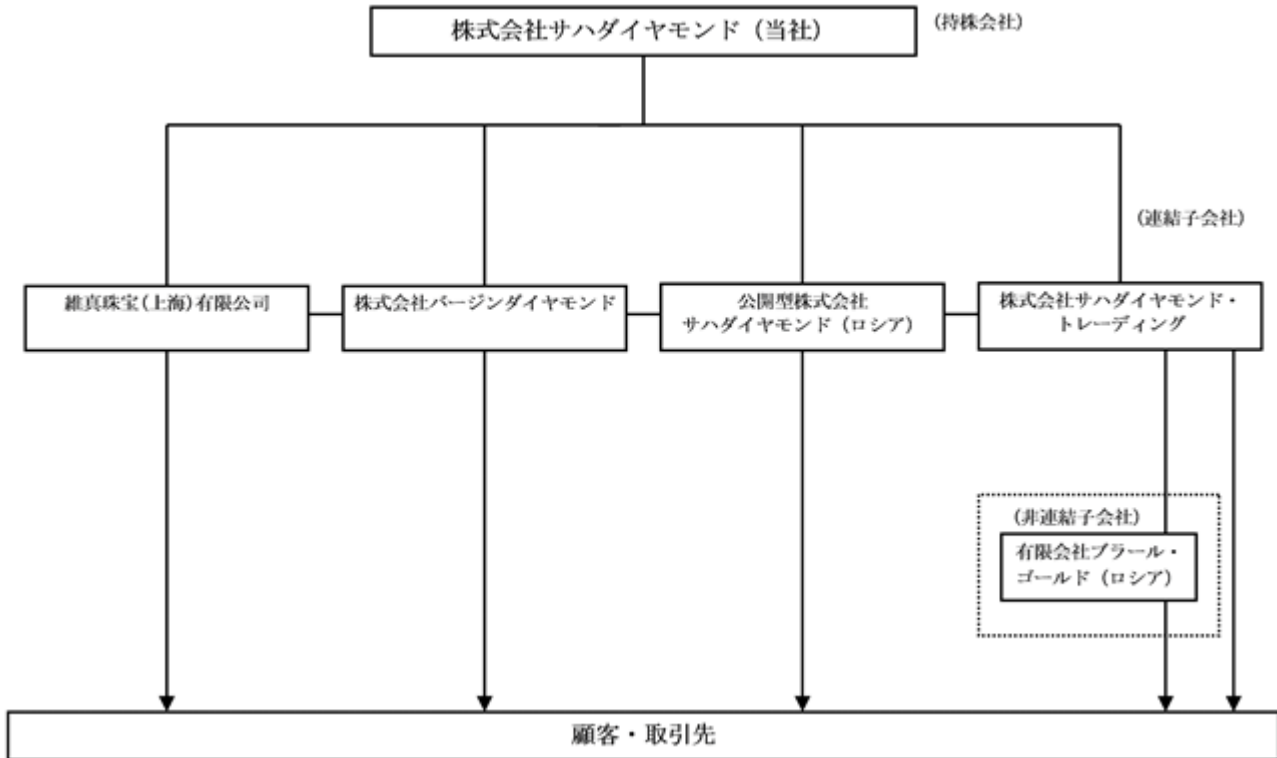 株式会社サハダイヤモンド（当社）
(持株会社)
(連結子会社)
維真珠宝(上海)有限公司
株式会社バージンダイヤモンド
公開型株式会社
サハダイヤモンド（ロシア）
株式会社サハダイヤモンド・
トレーディング
(非連結子会社)
有限会社ブラール・
ゴールド（ロシア）
顧客・取引先